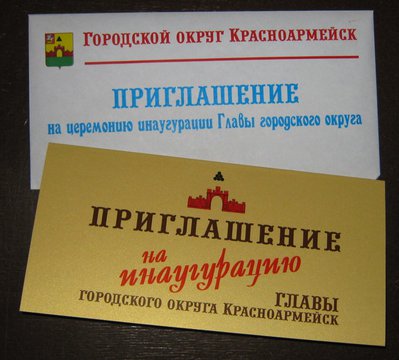 Городской округ Красноармейск
ПРИГЛАШЕНИЕ
на церемонию инаугурации Главы городского округа
ПРИГЛАШЕНИЕ
на
инаугурацию
ГЛАВЫ
ГОРОДСКОГО ОКРУГА КРАСНОАРМЕЙСК